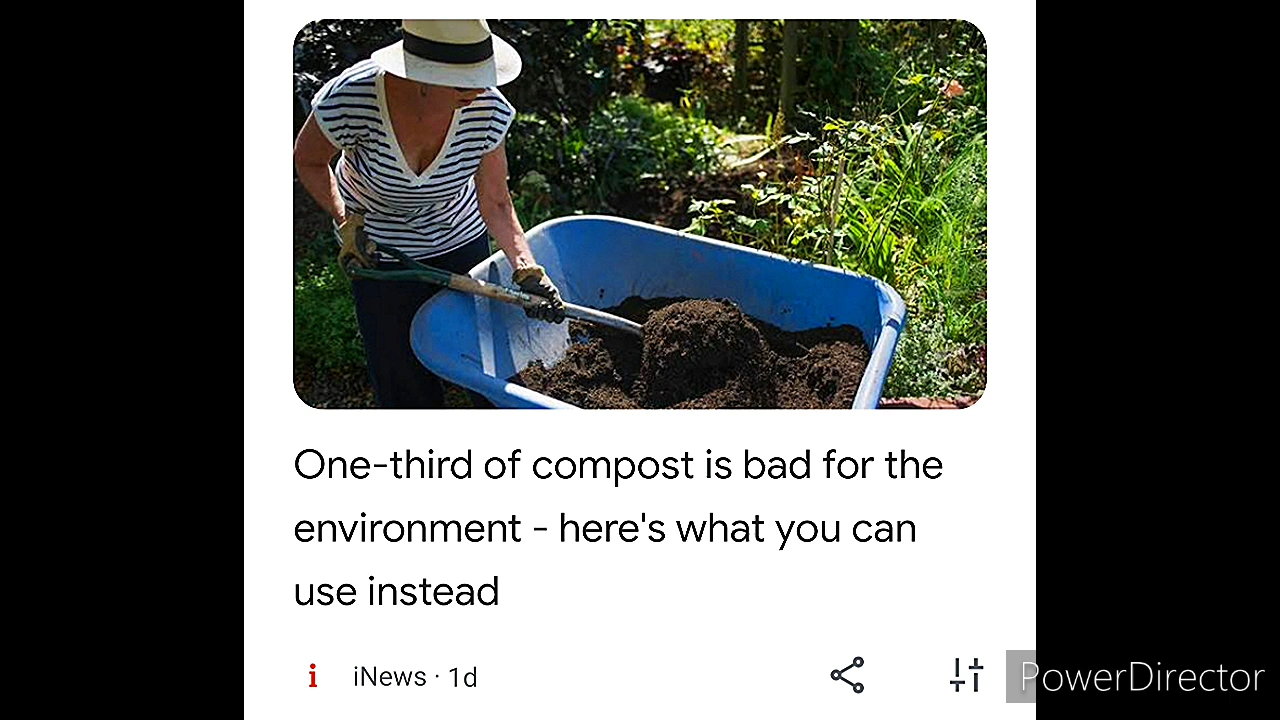 One-third of compost is bad for the
environment - here's what you can
use instead
i iNews · 1d
PowerDirector